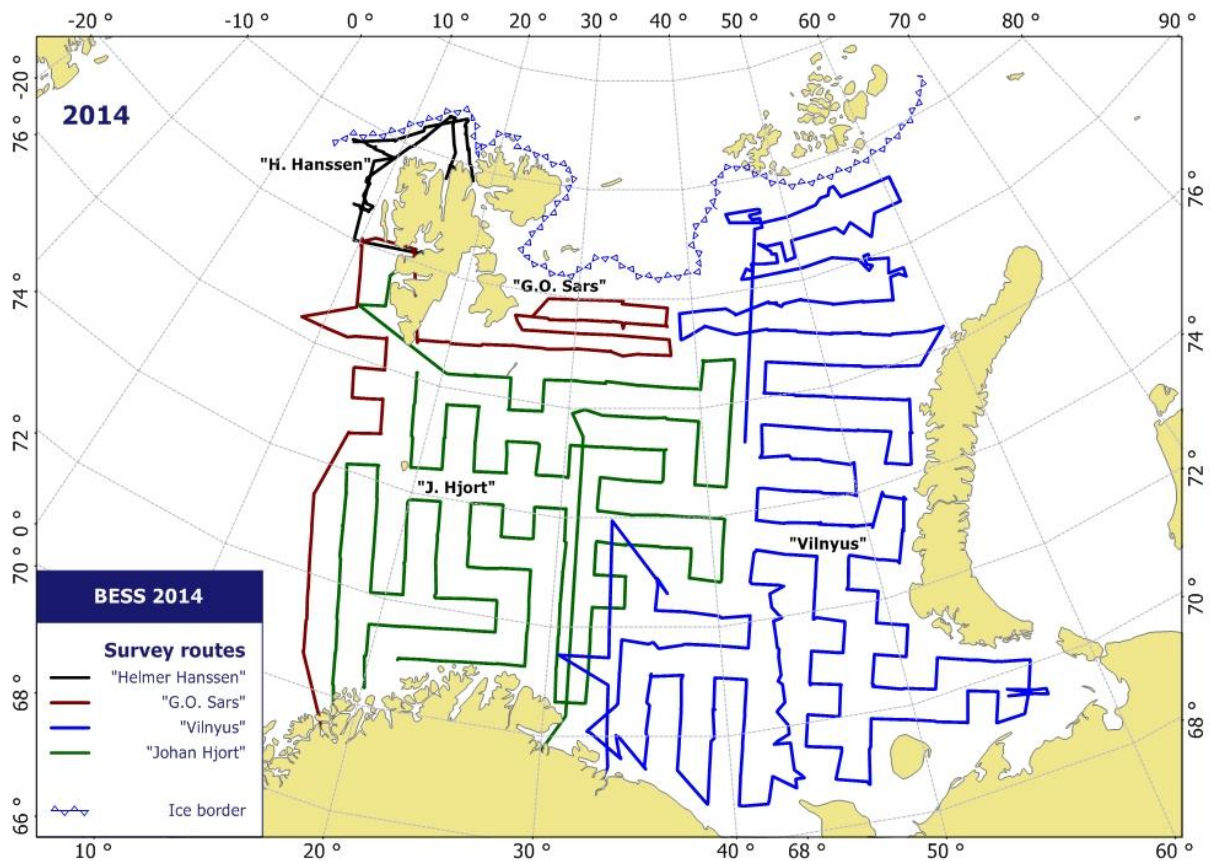 -20 ° -10 ° 0 ° 10 ° 20 ° 30 ° 40 ° 50 ° 60 ° 70 ° 80 ° 90 °
2014
76 °
"H. Hanssen"
76 °
74 °
"G.O. Sars"
74 °
72 °
"J. Hjort"
72 °
0 °
"Vilnyus"
70 °
70 °
BESS 2014
Survey routes
"Helmer Hanssen"
"G.O. Sars"
"Vilnyus"
"Johan Hjort"
Ice border
68 °
68 °
66 °
10 ° 20 ° 30 ° 40 ° 68 ° 50 ° 60 °